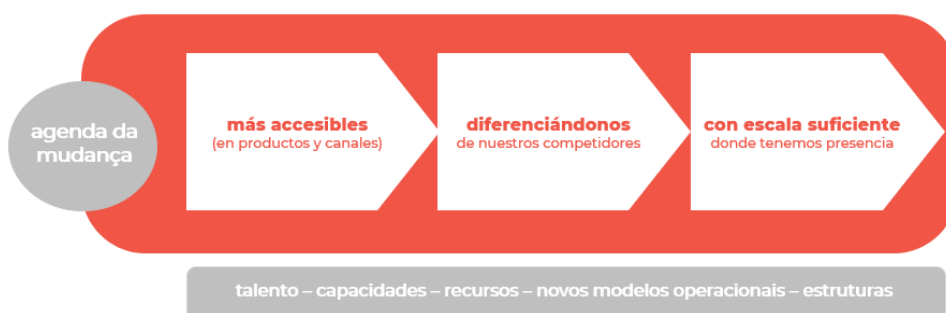 agenda da
mudança
más accesibles
(en productos y canales)
diferenciándonos
de nuestros competidores
con escala suficiente
donde tenemos presencia
talento – capacidades – recursos – novos modelos operacionais – estruturas